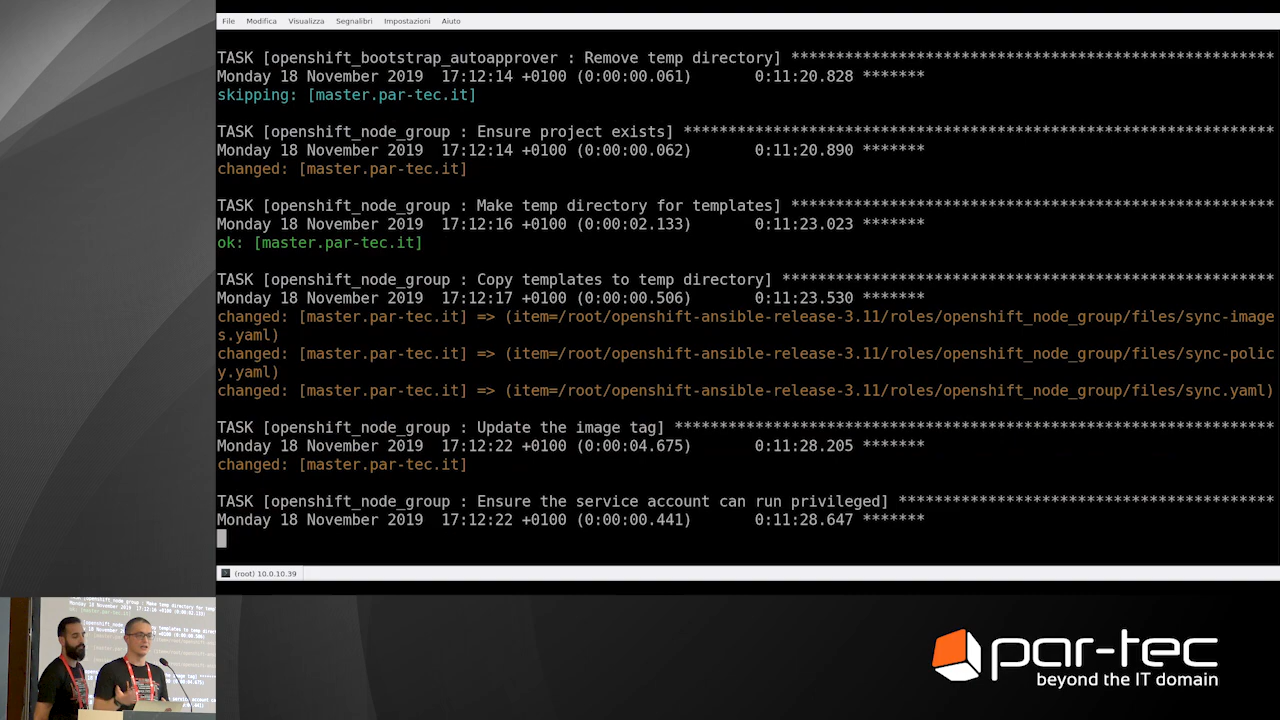 File Modifica Visualizza Segnalibri Impostazioni Aiuto
TASK [openshift_bootstrap_autoapprover : Remove temp directory] ******************************************************
Monday 18 November 2019  17:12:14 +0100 (0:00:00.061)       0:11:20.828 *******
skipping: [master.par-tec.it]
TASK [openshift_node_group : Ensure project exists] ******************************************************************
Monday 18 November 2019  17:12:14 +0100 (0:00:00.062)       0:11:20.890 *******
changed: [master.par-tec.it]
TASK [openshift_node_group : Make temp directory for templates] ******************************************************
Monday 18 November 2019  17:12:16 +0100 (0:00:02.133)       0:11:23.023 *******
ok: [master.par-tec.it]
TASK [openshift_node_group : Copy templates to temp directory] *******************************************************
Monday 18 November 2019  17:12:17 +0100 (0:00:00.506)       0:11:23.530 *******
changed: [master.par-tec.it] => (item=/root/openshift-ansible-release-3.11/roles/openshift_node_group/files/sync-image
s.yaml)
changed: [master.par-tec.it] => (item=/root/openshift-ansible-release-3.11/roles/openshift_node_group/files/sync-polic
y.yaml)
changed: [master.par-tec.it] => (item=/root/openshift-ansible-release-3.11/roles/openshift_node_group/files/sync.yaml)
TASK [openshift_node_group : Update the image tag] *******************************************************************
Monday 18 November 2019  17:12:22 +0100 (0:00:04.675)       0:11:28.205 *******
changed: [master.par-tec.it]
TASK [openshift_node_group : Ensure the service account can run privileged] ******************************************
Monday 18 November 2019  17:12:22 +0100 (0:00:00.441)       0:11:28.647 *******
(root) 10.0.10.39
par-tec
beyond the IT domain